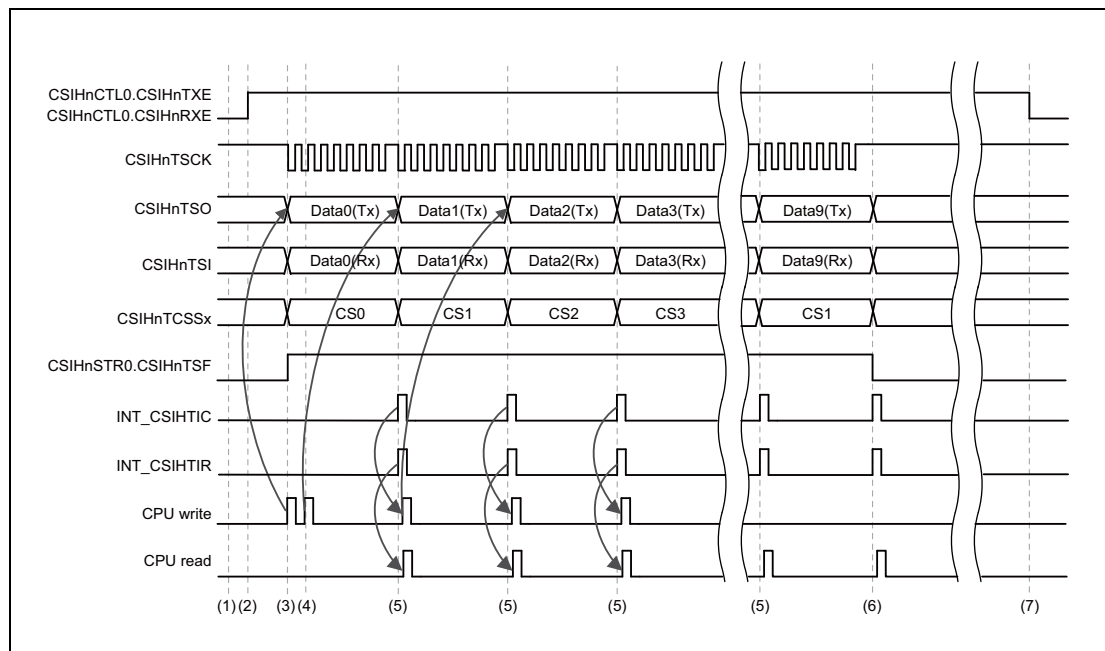 CSIHnCTL0.CSIHnTXE
CSIHnCTL0.CSIHnRXE
CSIHnTSCK
CSIHnTSO Data0(Tx) Data1(Tx) Data2(Tx) Data3(Tx) Data9(Tx)
CSIHnTSI Data0(Rx) Data1(Rx) Data2(Rx) Data3(Rx) Data9(Rx)
CSIHnTCSSx CS0 CS1 CS2 CS3 CS1
CSIHnSTR0.CSIHnTSF
INT_CSIHTIC
INT_CSIHTIR
CPU write
CPU read
(1) (2) (3) (4) (5) (5) (5) (5) (6) (7)